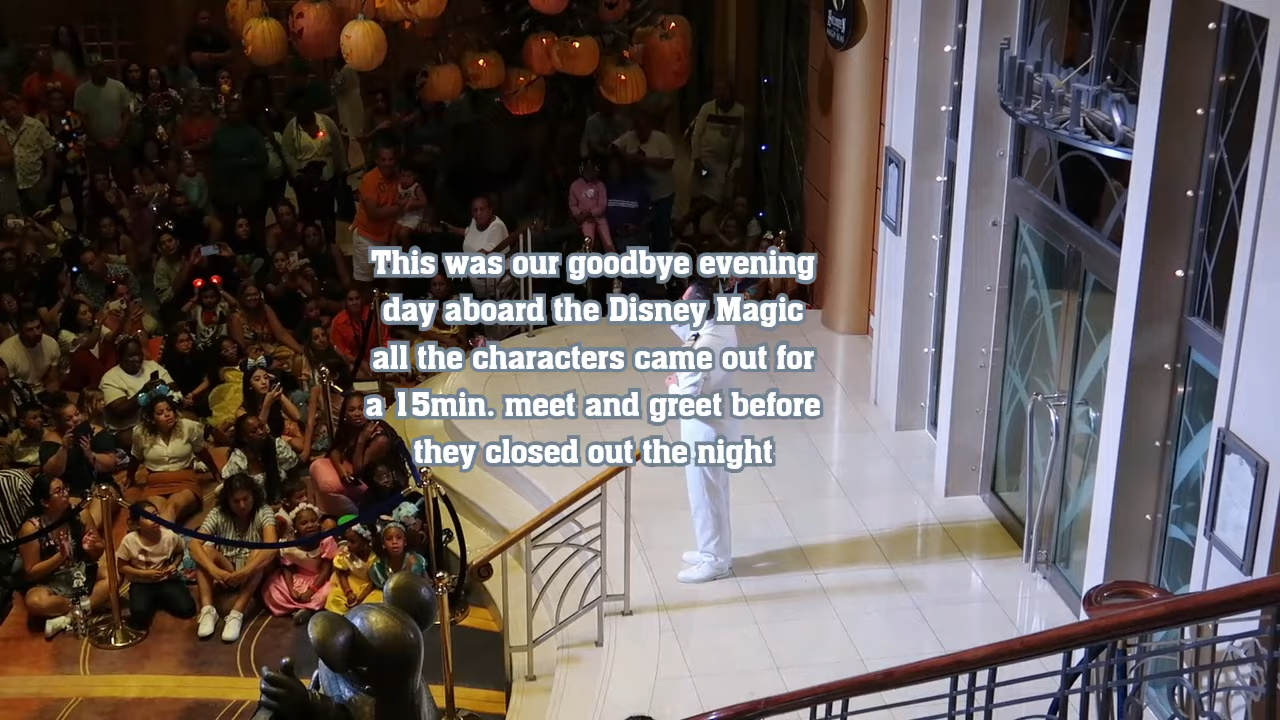 This was our goodbye evening
day aboard the Disney Magic
all the characters came out for
a 15min. meet and greet before
they closed out the night